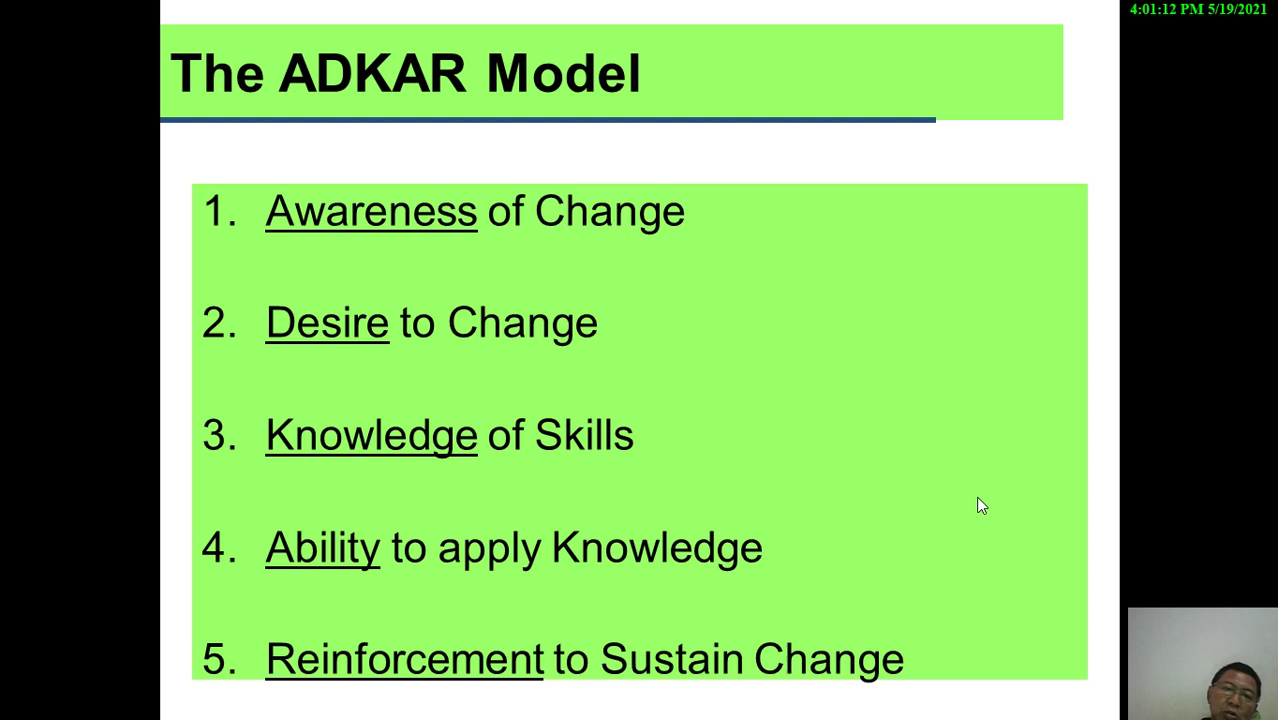 4:01:12 PM 5/19/2021
The ADKAR Model
1. Awareness of Change
2. Desire to Change
3. Knowledge of Skills
4. Ability to apply Knowledge
5. Reinforcement to Sustain Change